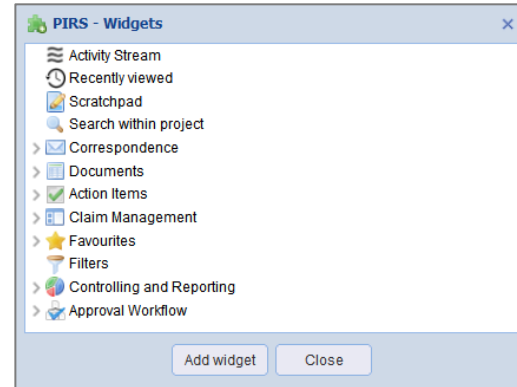 PIRS - Widgets
Activity Stream
Recently viewed
Scratchpad
Search within project
Correspondence
Documents
Action Items
Claim Management
Favourites
Filters
Controlling and Reporting
Approval Workflow
Add widget Close